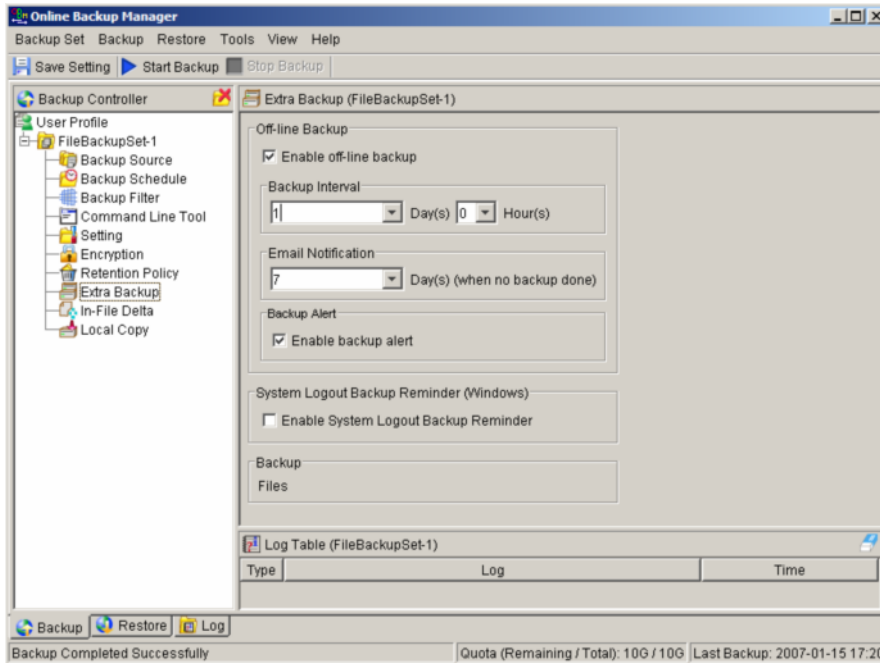 Online Backup Manager
Backup Set Backup Restore Tools View Help
Save Setting Start Backup Stop Backup
Backup Controller
User Profile
FileBackupSet-1
Backup Source
Backup Schedule
Backup Filter
Command Line Tool
Setting
Encryption
Retention Policy
Extra Backup
In-File Delta
Local Copy
Extra Backup (FileBackupSet-1)
Off-line Backup
Enable off-line backup
Backup Interval
1 Day(s) 0 Hour(s)
Email Notification
7 Day(s) (when no backup done)
Backup Alert
Enable backup alert
System Logout Backup Reminder (Windows)
Enable System Logout Backup Reminder
Backup
Files
Log Table (FileBackupSet-1)
Type Log Time
Backup Restore Log
Backup Completed Successfully Quota (Remaining / Total): 10G / 10G Last Backup: 2007-01-15 17:20